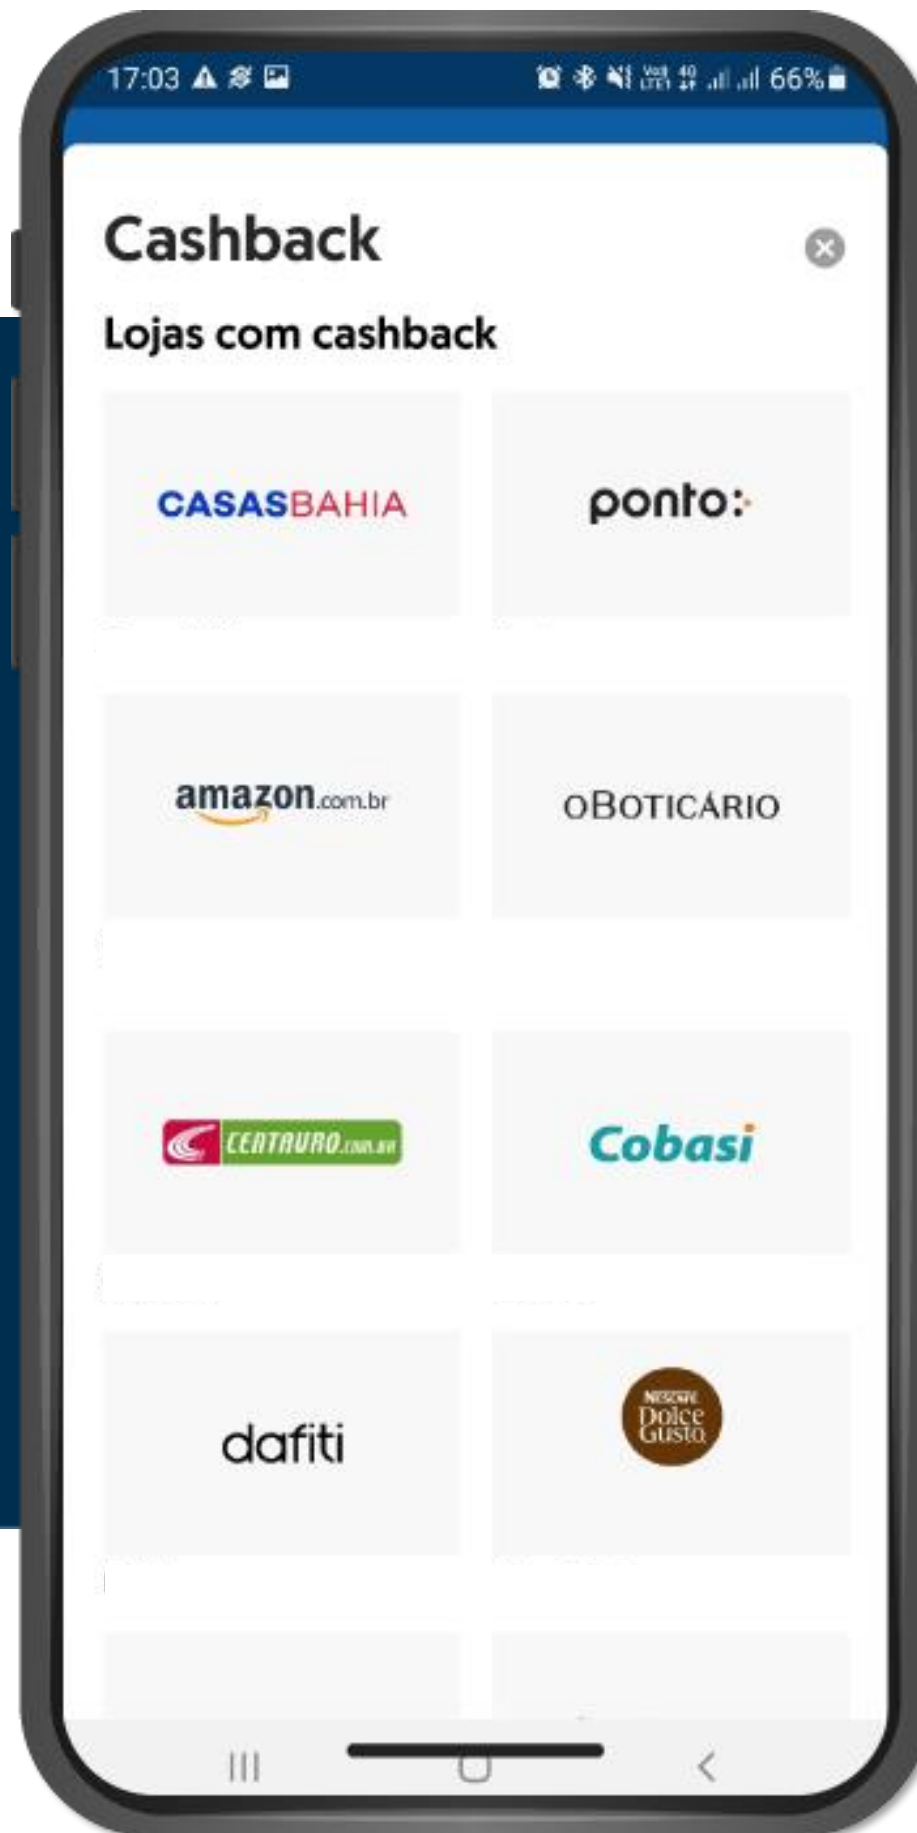 17:03 66%
Cashback
Lojas com cashback
CASASBAHIA ponto:
amazon.com.br oBOTICÁRIO
CENTAURO.com.br Cobasi
dafiti NESCAFÉ
Dolce
Gusto